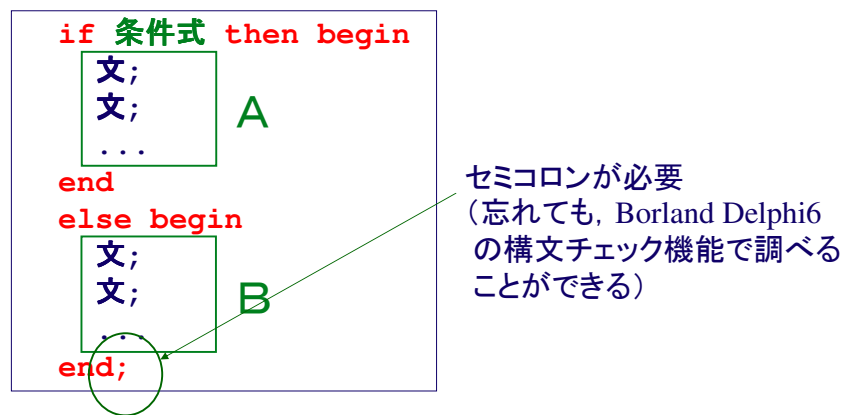 if 条件式 then begin
文;
文;
...
A
end
else begin
文;
文;
...
B
end;
セミコロンが必要
(忘れても, Borland Delphi6
の構文チェック機能で調べる
ことができる)